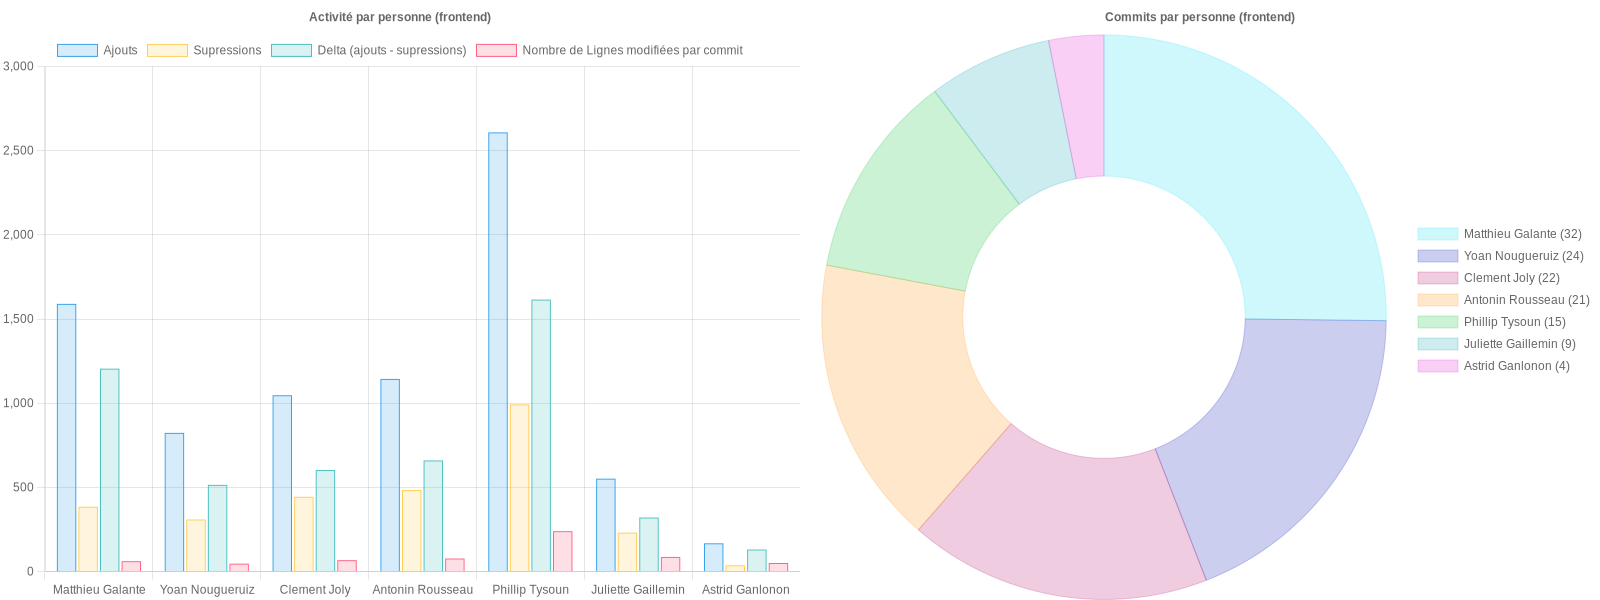 Activité par personne (frontend)
Ajouts Supressions Delta (ajouts - supressions) Nombre de Lignes modifiées par commit
3,000
2,500
2,000
1,500
1,000
500
0
Matthieu Galante Yoan Nougueruiz Clement Joly Antonin Rousseau Phillip Tysoun Juliette Gaillemin Astrid Ganlonon
Commits par personne (frontend)
Matthieu Galante (32)
Yoan Nougueruiz (24)
Clement Joly (22)
Antonin Rousseau (21)
Phillip Tysoun (15)
Juliette Gaillemin (9)
Astrid Ganlonon (4)